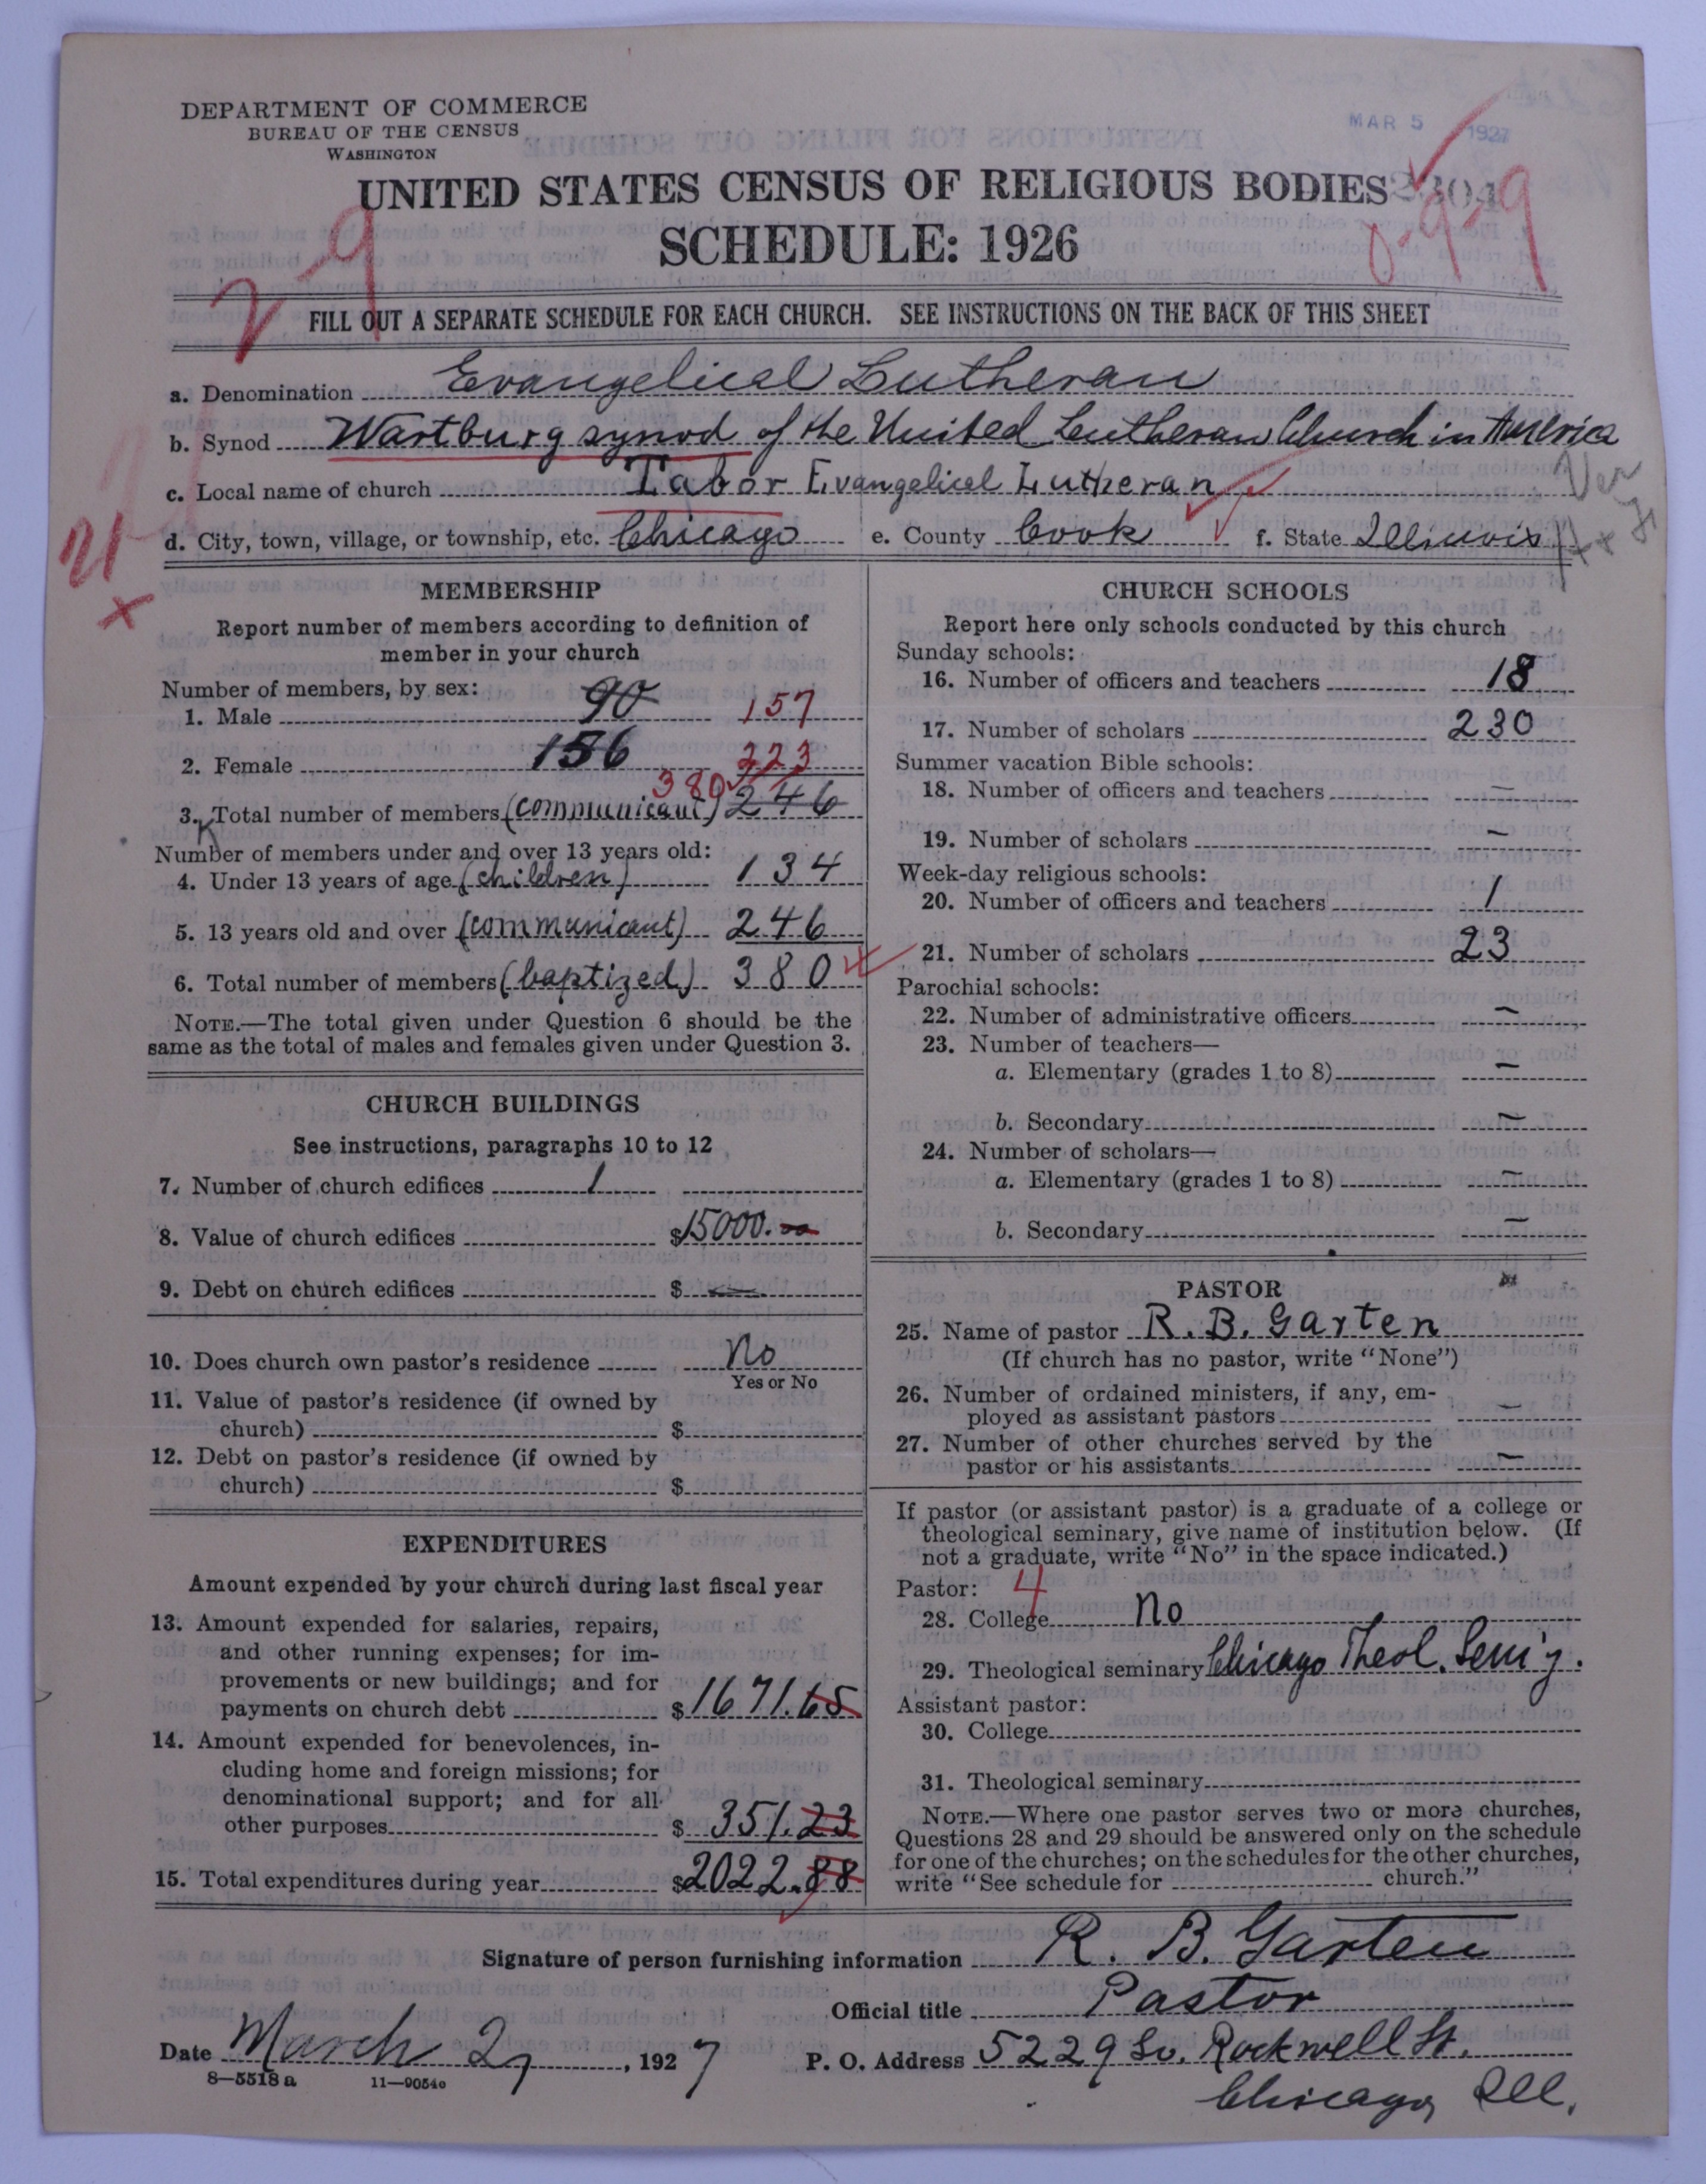 DEPARTMENT OF COMMERCE
BUREAU OF THE CENSUS
WASHINGTON
MAR 5 1927
UNITED STATES CENSUS OF RELIGIOUS BODIES
SCHEDULE: 1926
29
FILL OUT A SEPARATE SCHEDULE FOR EACH CHURCH. SEE INSTRUCTIONS ON THE BACK OF THIS SHEET
a. Denomination Evangelical Lutheran
b. Synod Wartburg synod of the United Lutheran Church in America
c. Local name of church Tabor Evangelical Lutheran
d. City, town, village, or township, etc. Chicago e. County Cook f. State Illinois
MEMBERSHIP
Report number of members according to definition of
member in your church
Number of members, by sex:
1. Male 90 157
2. Female 156 223
380
3. Total number of members (communicant) 246
Number of members under and over 13 years old:
4. Under 13 years of age (children) 134
5. 13 years old and over (communicant) 246
6. Total number of members (baptized) 380
NOTE.—The total given under Question 6 should be the
same as the total of males and females given under Question 3.
CHURCH BUILDINGS
See instructions, paragraphs 10 to 12
7. Number of church edifices 1
8. Value of church edifices $15000.00
9. Debt on church edifices $ —
10. Does church own pastor's residence No
Yes or No
11. Value of pastor's residence (if owned by
church) $
12. Debt on pastor's residence (if owned by
church) $
EXPENDITURES
Amount expended by your church during last fiscal year
13. Amount expended for salaries, repairs,
and other running expenses; for im-
provements or new buildings; and for
payments on church debt $1671.65
14. Amount expended for benevolences, in-
cluding home and foreign missions; for
denominational support; and for all
other purposes $351.23
15. Total expenditures during year $2022.88
CHURCH SCHOOLS
Report here only schools conducted by this church
Sunday schools:
16. Number of officers and teachers 18
17. Number of scholars 230
Summer vacation Bible schools:
18. Number of officers and teachers —
19. Number of scholars —
Week-day religious schools:
20. Number of officers and teachers 1
21. Number of scholars 23
Parochial schools:
22. Number of administrative officers —
23. Number of teachers—
a. Elementary (grades 1 to 8) —
b. Secondary —
24. Number of scholars—
a. Elementary (grades 1 to 8) —
b. Secondary —
PASTOR
25. Name of pastor R. B. Garten
(If church has no pastor, write "None")
26. Number of ordained ministers, if any, em-
ployed as assistant pastors —
27. Number of other churches served by the
pastor or his assistants —
If pastor (or assistant pastor) is a graduate of a college or
theological seminary, give name of institution below. (If
not a graduate, write "No" in the space indicated.)
Pastor: 4
28. College No
29. Theological seminary Chicago Theol. Sem'y.
Assistant pastor:
30. College
31. Theological seminary
NOTE.—Where one pastor serves two or more churches,
Questions 28 and 29 should be answered only on the schedule
for one of the churches; on the schedules for the other churches,
write "See schedule for church."
Signature of person furnishing information R. B. Garten
Official title Pastor
Date March 2, 1927 P. O. Address 5229 So. Rockwell St.
8—5518 a 11—9054c
Chicago, Ill.